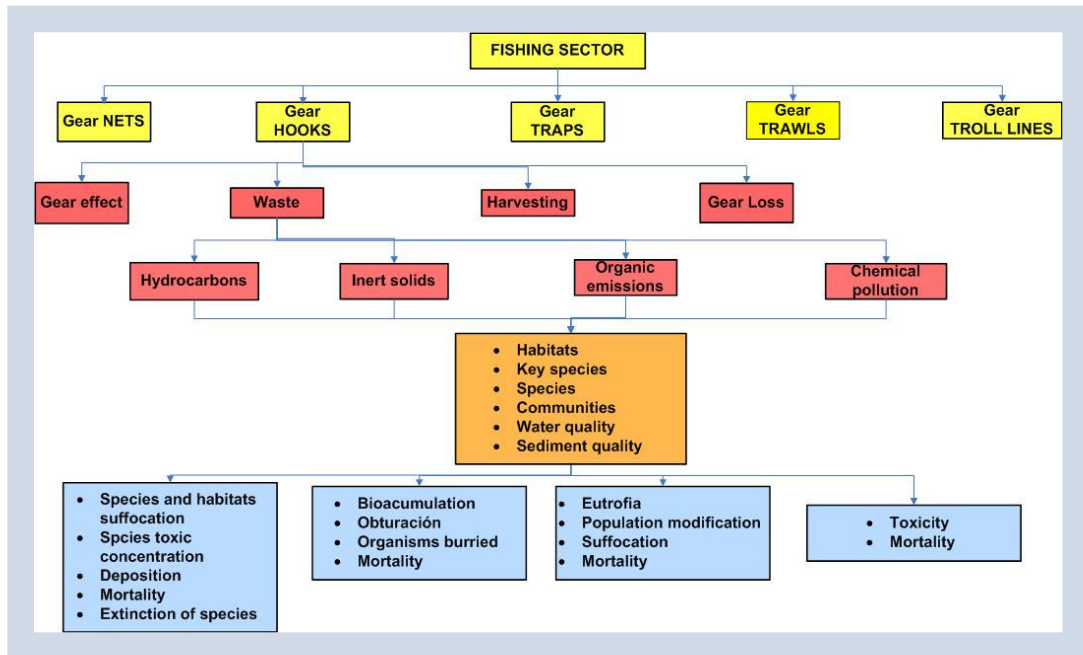 FISHING SECTOR
Gear NETS
Gear
HOOKS
Gear
TRAPS
Gear
TRAWLS
Gear
TROLL LINES
Gear effect
Waste
Harvesting
Gear Loss
Hydrocarbons
Inert solids
Organic
emissions
Chemical
pollution
• Habitats
• Key species
• Species
• Communities
• Water quality
• Sediment quality
• Species and habitats
suffocation
• Spcies toxic
concentration
• Deposition
• Mortality
• Extinction of species
• Bioacumulation
• Obturación
• Organisms burried
• Mortality
• Eutrofia
• Population modification
• Suffocation
• Mortality
• Toxicity
• Mortality